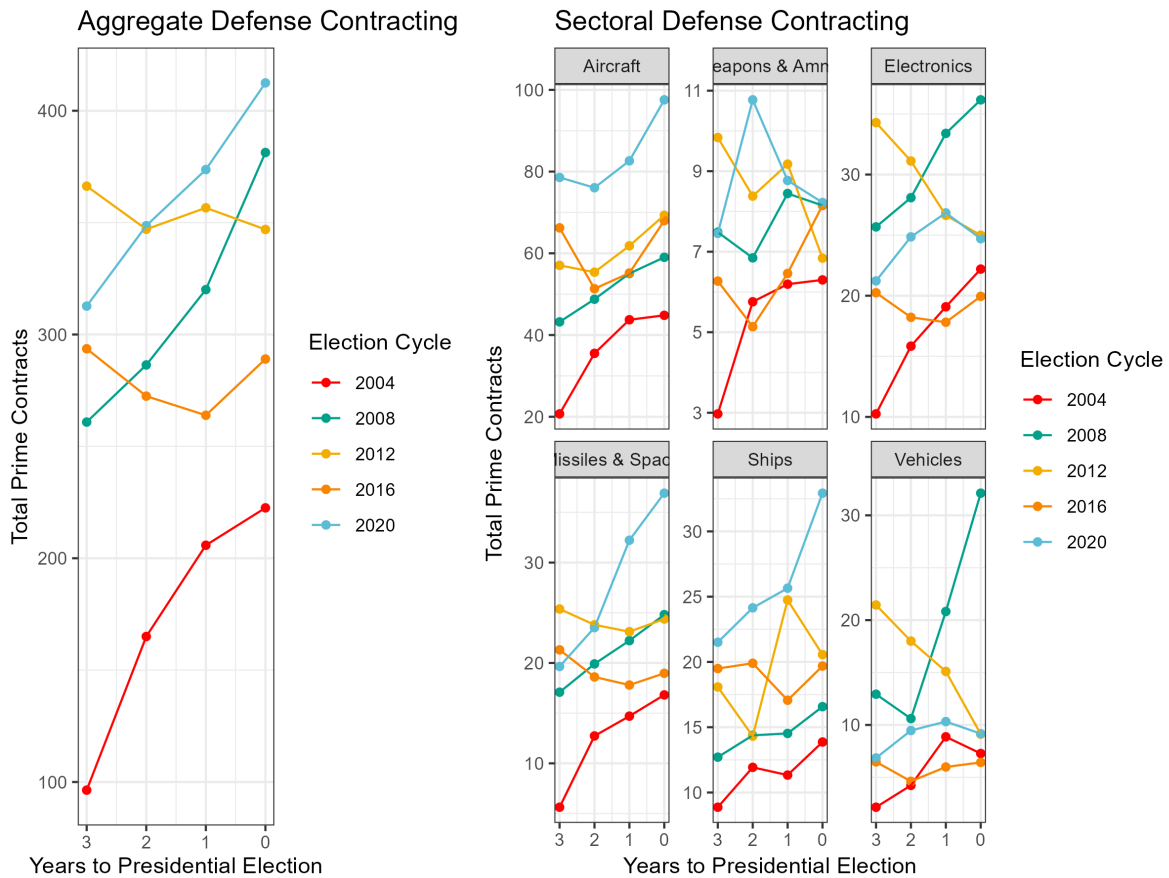 Aggregate Defense Contracting
Total Prime Contracts
400
300
200
100
3 2 1 0
Years to Presidential Election
Election Cycle
2004
2008
2012
2016
2020
Sectoral Defense Contracting
Total Prime Contracts
Aircraft
eapons & Amm
Electronics
100
80
60
40
20
11
9
7
5
3
30
20
10
Missiles & Spac
Ships
Vehicles
30
20
10
30
25
20
15
10
30
20
10
3 2 1 0
3 2 1 0
3 2 1 0
Years to Presidential Election
Election Cycle
2004
2008
2012
2016
2020